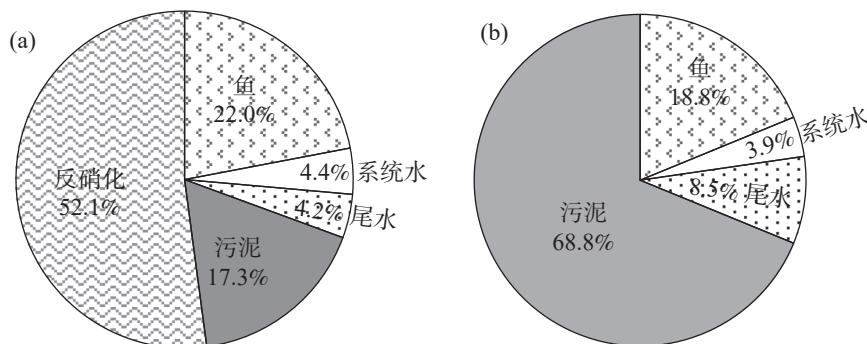 (a)
鱼
22.0%
4.4% 系统水
4.2% 尾水
污泥
17.3%
反硝化
52.1%
(b)
鱼
18.8%
3.9% 系统水
8.5% 尾水
污泥
68.8%